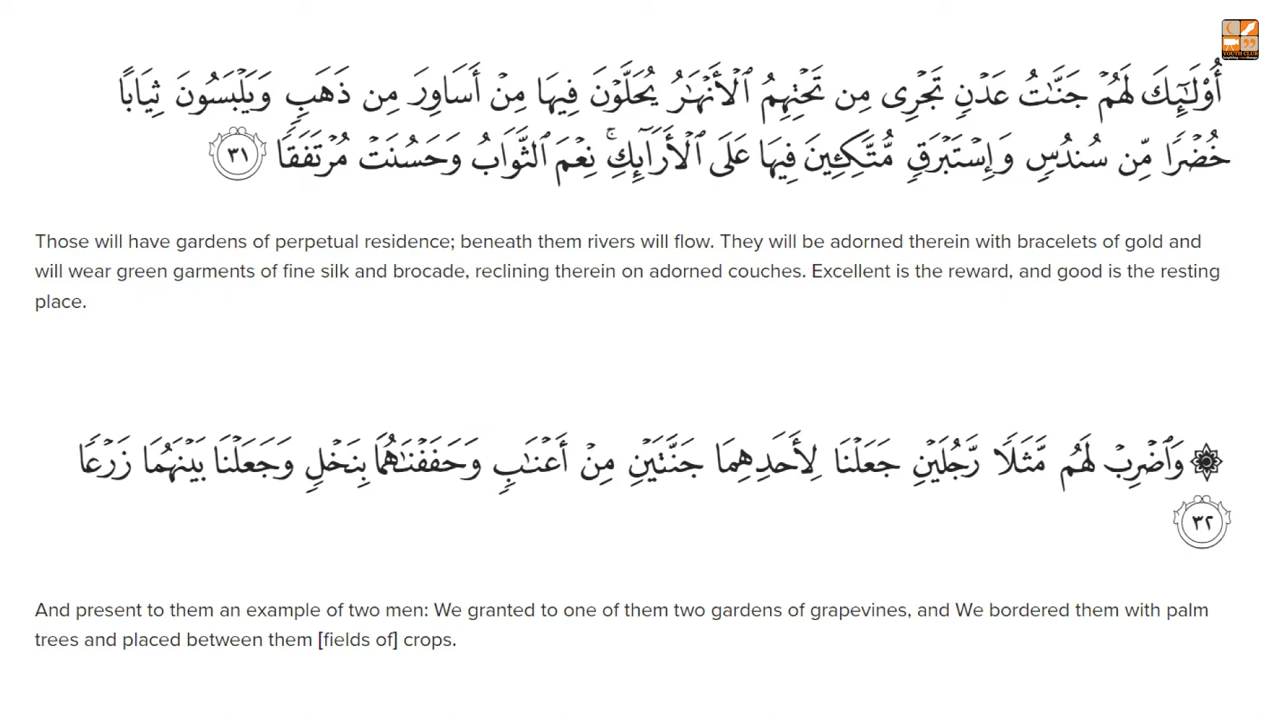 YOUTH CLUB
أُو۟لَـٰٓئِكَ لَهُمْ جَنَّـٰتُ عَدْنٍ تَجْرِى مِن تَحْتِهِمُ ٱلْأَنْهَـٰرُ يُحَلَّوْنَ فِيهَا مِنْ أَسَاوِرَ مِن ذَهَبٍ وَيَلْبَسُونَ ثِيَابًا
خُضْرًا مِّن سُندُسٍ وَإِسْتَبْرَقٍ مُّتَّكِـِٔينَ فِيهَا عَلَى ٱلْأَرَآئِكِ ۚ نِعْمَ ٱلثَّوَابُ وَحَسُنَتْ مُرْتَفَقًا ٣١
Those will have gardens of perpetual residence; beneath them rivers will flow. They will be adorned therein with bracelets of gold and
will wear green garments of fine silk and brocade, reclining therein on adorned couches. Excellent is the reward, and good is the resting
place.
۞ وَٱضْرِبْ لَهُم مَّثَلًا رَّجُلَيْنِ جَعَلْنَا لِأَحَدِهِمَا جَنَّتَيْنِ مِنْ أَعْنَـٰبٍ وَحَفَفْنَـٰهُمَا بِنَخْلٍ وَجَعَلْنَا بَيْنَهُمَا زَرْعًا
٣٢
And present to them an example of two men: We granted to one of them two gardens of grapevines, and We bordered them with palm
trees and placed between them [fields of] crops.